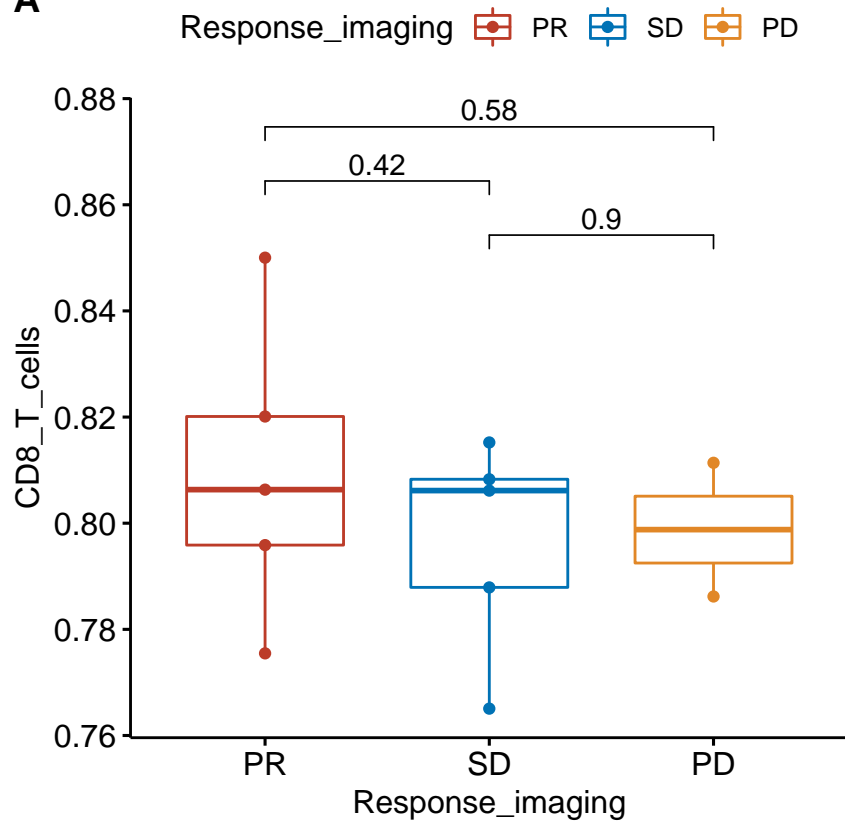 A
Response_imaging PR SD PD
0.88
0.86
0.84
0.82
0.80
0.78
0.76
CD8_T_cells
0.58
0.42
0.9
PR SD PD
Response_imaging